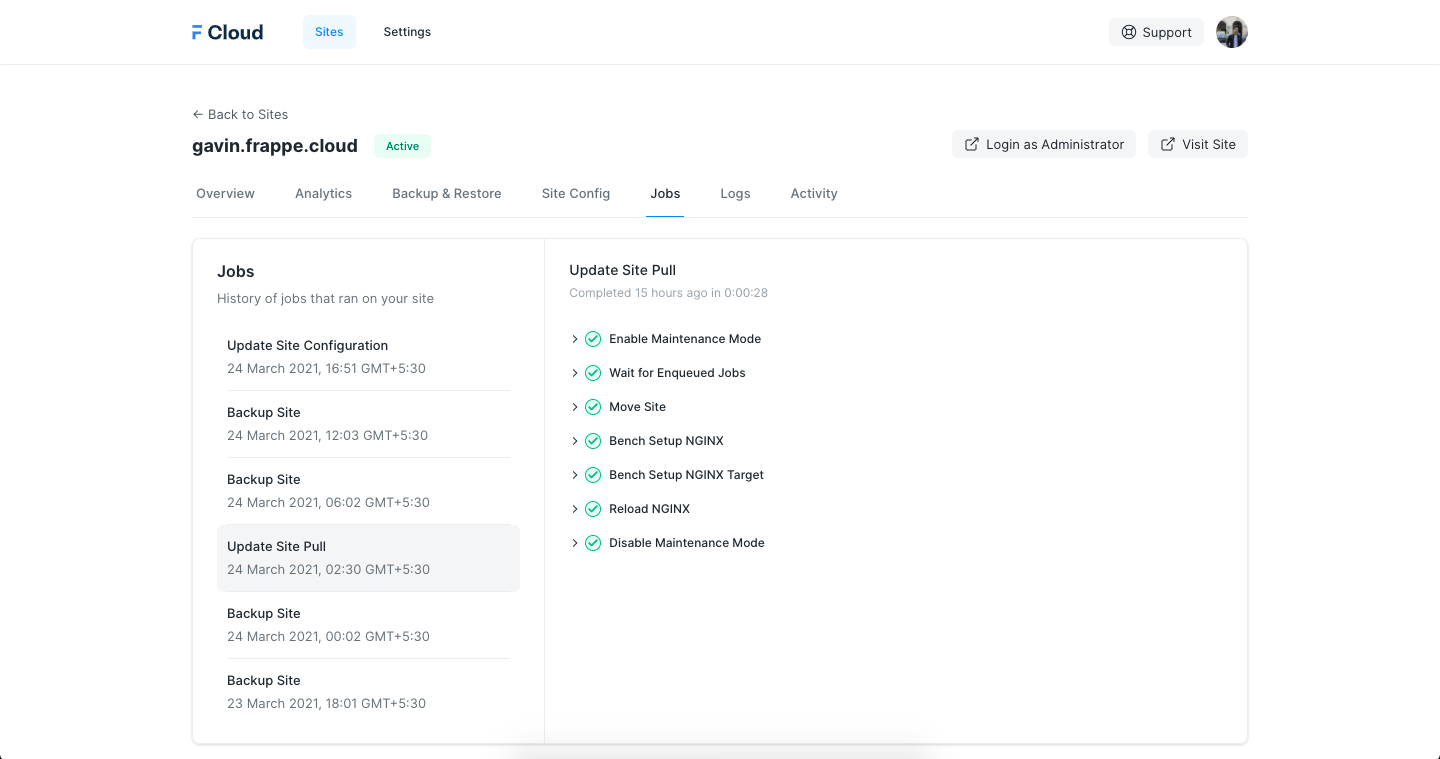 Cloud
Sites
Settings
Support
← Back to Sites
gavin.frappe.cloud
Active
Login as Administrator
Visit Site
Overview
Analytics
Backup & Restore
Site Config
Jobs
Logs
Activity
Jobs
History of jobs that ran on your site
Update Site Configuration
24 March 2021, 16:51 GMT+5:30
Backup Site
24 March 2021, 12:03 GMT+5:30
Backup Site
24 March 2021, 06:02 GMT+5:30
Update Site Pull
24 March 2021, 02:30 GMT+5:30
Backup Site
24 March 2021, 00:02 GMT+5:30
Backup Site
23 March 2021, 18:01 GMT+5:30
Update Site Pull
Completed 15 hours ago in 0:00:28
Enable Maintenance Mode
Wait for Enqueued Jobs
Move Site
Bench Setup NGINX
Bench Setup NGINX Target
Reload NGINX
Disable Maintenance Mode